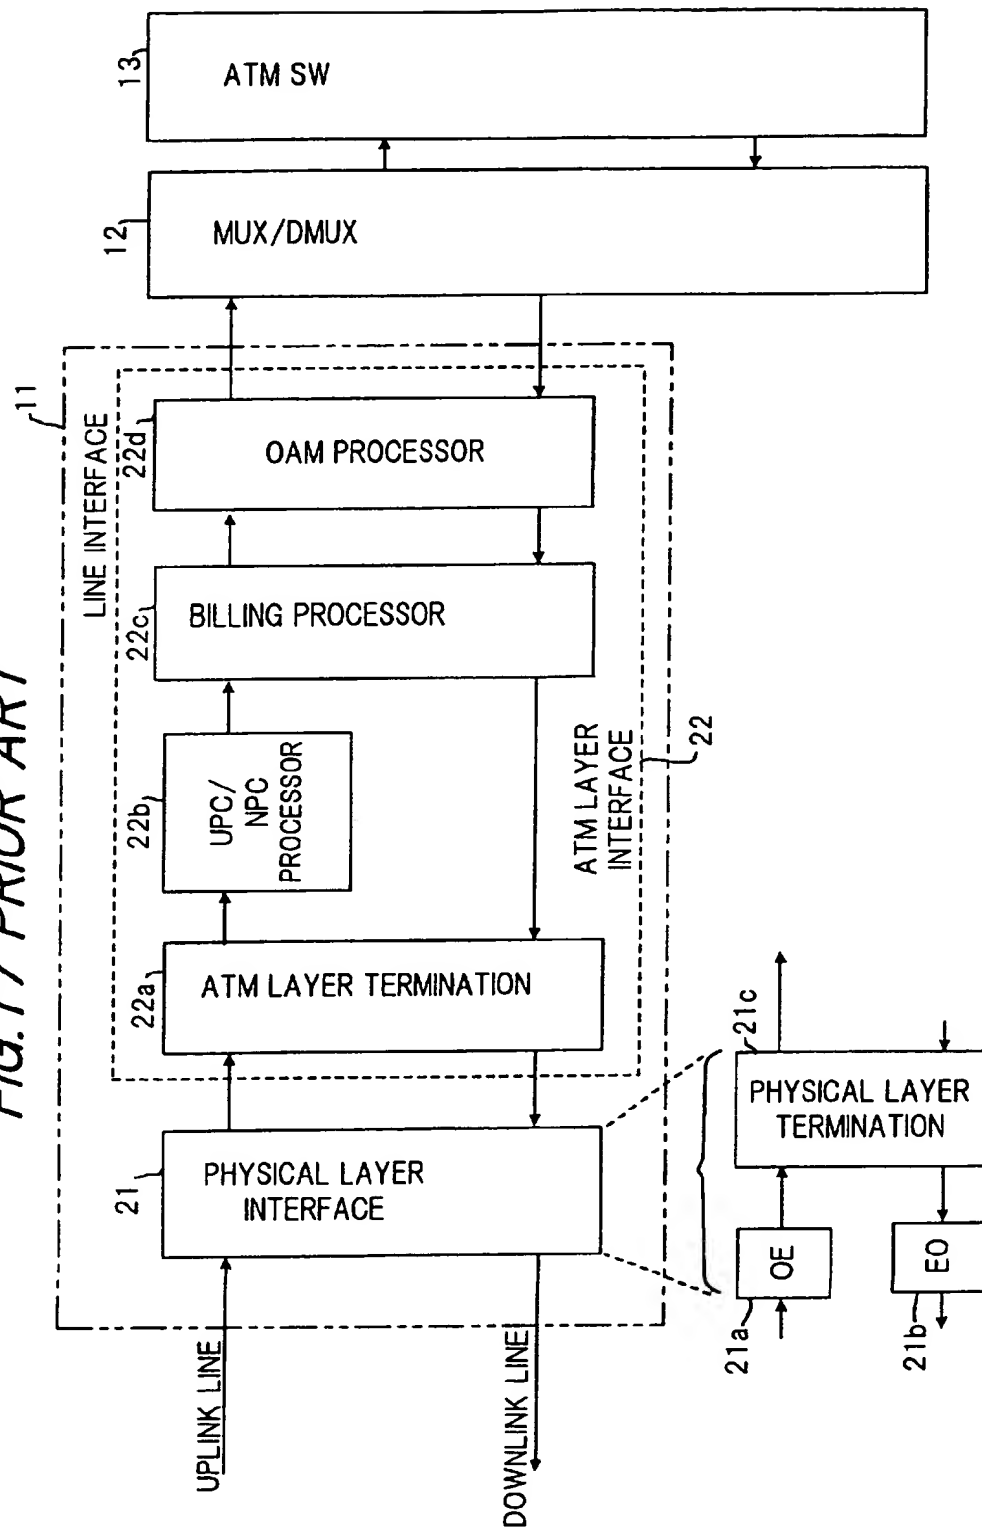 FIG. 17 PRIOR ART
11
LINE INTERFACE
UPLINK LINE
DOWNLINK LINE
21
PHYSICAL LAYER
INTERFACE
22a
ATM LAYER TERMINATION
22b
UPC/
NPC
PROCESSOR
22c
BILLING PROCESSOR
22d
OAM PROCESSOR
ATM LAYER
INTERFACE
22
12
MUX/DMUX
13
ATM SW
21a
OE
21b
EO
21c
PHYSICAL LAYER
TERMINATION